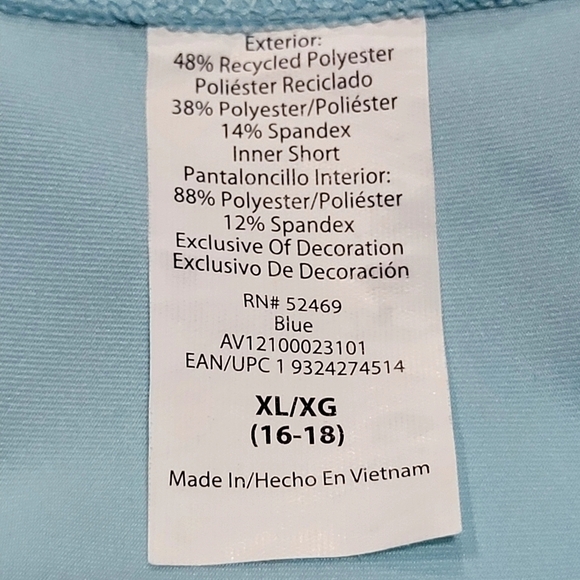 Exterior:
48% Recycled Polyester
Poliéster Reciclado
38% Polyester/Poliéster
14% Spandex
Inner Short
Pantaloncillo Interior:
88% Polyester/Poliéster
12% Spandex
Exclusive Of Decoration
Exclusivo De Decoración
RN# 52469
Blue
AV12100023101
EAN/UPC 1 9324274514
XL/XG
(16-18)
Made In/Hecho En Vietnam